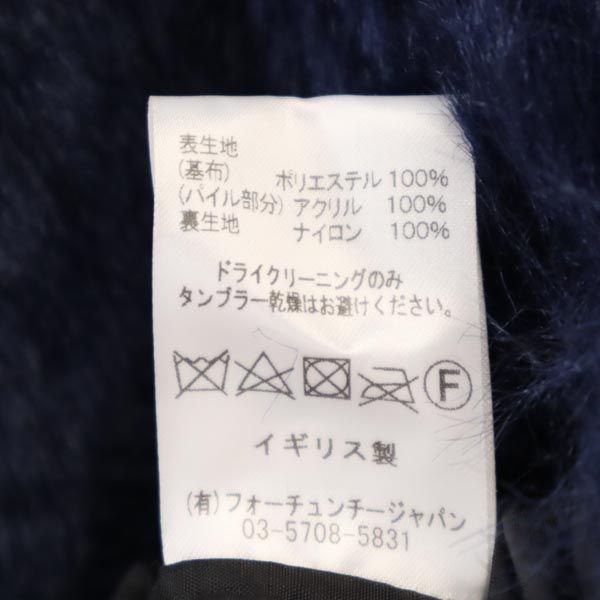 表生地
(基布) ポリエステル 100%
(パイル部分) アクリル 100%
裏生地 ナイロン 100%
ドライクリーニングのみ
タンブラー乾燥はお避けください。
F
イギリス製
(有)フォーチュンチージャパン
03-5708-5831